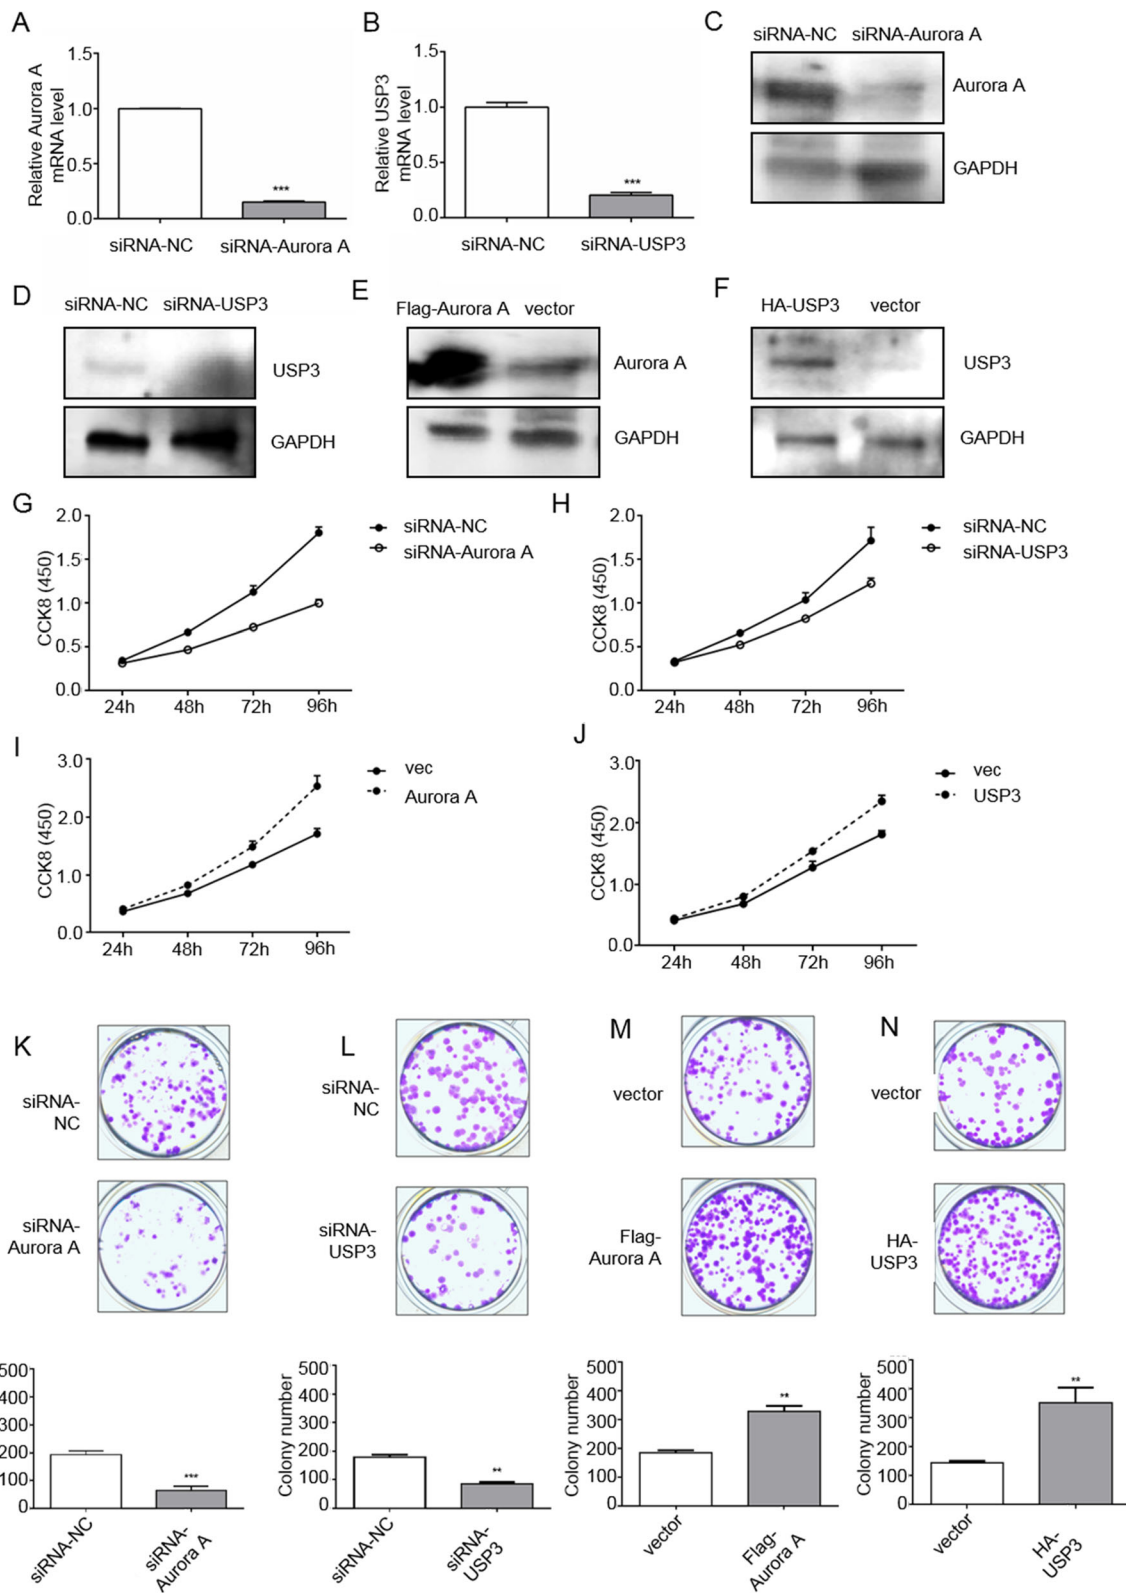 A
Relative Aurora A
mRNA level
1.5
1.0
0.5
0.0
***
siRNA-NC
siRNA-Aurora A
B
Relative USP3
mRNA level
1.5
1.0
0.5
0.0
***
siRNA-NC
siRNA-USP3
C
siRNA-NC siRNA-Aurora A
Aurora A
GAPDH
D
siRNA-NC siRNA-USP3
USP3
GAPDH
E
Flag-Aurora A vector
Aurora A
GAPDH
F
HA-USP3 vector
USP3
GAPDH
G
CCK8 (450)
2.0
1.5
1.0
0.5
0.0
24h 48h 72h 96h
siRNA-NC
siRNA-Aurora A
H
CCK8 (450)
2.0
1.5
1.0
0.5
0.0
24h 48h 72h 96h
siRNA-NC
siRNA-USP3
I
CCK8 (450)
3.0
2.0
1.0
0.0
24h 48h 72h 96h
vec
Aurora A
J
CCK8 (450)
3.0
2.0
1.0
0.0
24h 48h 72h 96h
vec
USP3
K
siRNA-
NC
siRNA-
Aurora A
500
400
300
200
100
0
***
siRNA-NC
siRNA-
Aurora A
L
siRNA-
NC
siRNA-
USP3
Colony number
500
400
300
200
100
0
**
siRNA-NC
siRNA-
USP3
M
vector
Flag-
Aurora A
Colony number
500
400
300
200
100
0
**
vector
Flag-
Aurora A
N
vector
HA-
USP3
Colony number
500
400
300
200
100
0
**
vector
HA-
USP3